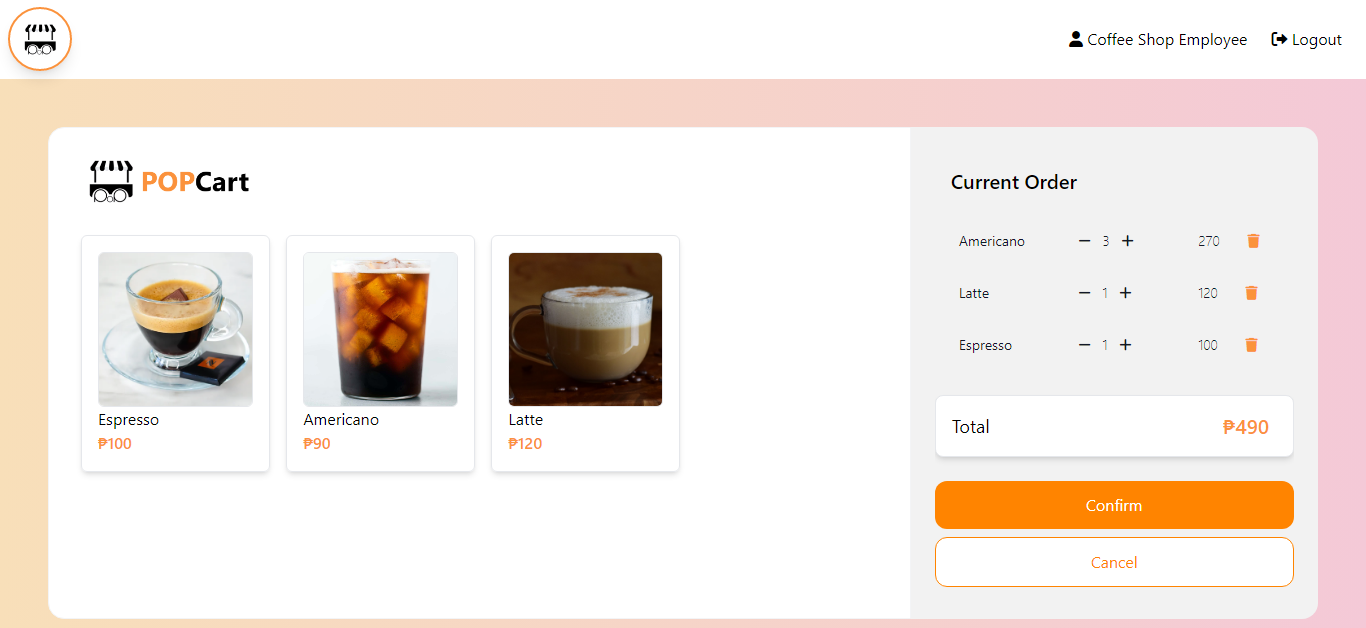 Coffee Shop Employee Logout
POPCart
Espresso
₱100
Americano
₱90
Latte
₱120
Current Order
Americano 3 270
Latte 1 120
Espresso 1 100
Total ₱490
Confirm
Cancel